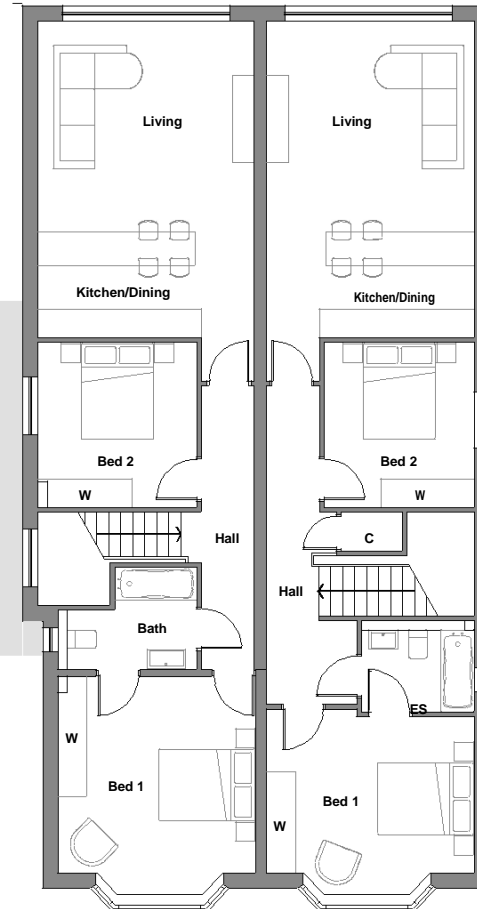 Living
Living
Kitchen/Dining
Kitchen/Dining
Bed 2
Bed 2
W
W
Hall
C
Hall
Bath
ES
W
Bed 1
Bed 1
W